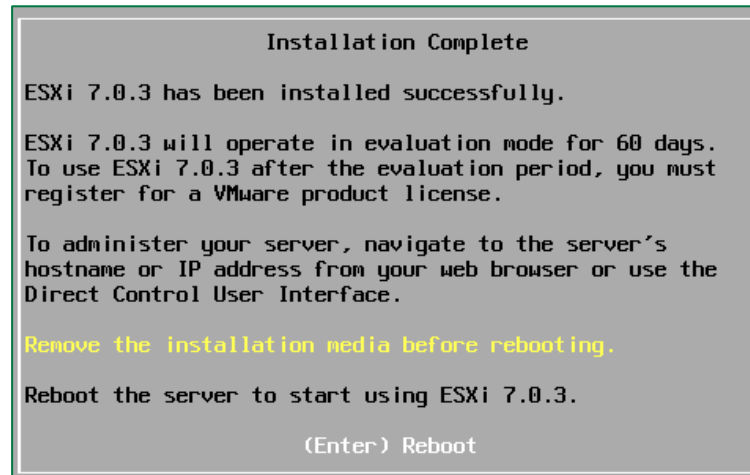 Installation Complete
ESXi 7.0.3 has been installed successfully.
ESXi 7.0.3 will operate in evaluation mode for 60 days.
To use ESXi 7.0.3 after the evaluation period, you must
register for a VMware product license.
To administer your server, navigate to the server's
hostname or IP address from your web browser or use the
Direct Control User Interface.
Remove the installation media before rebooting.
Reboot the server to start using ESXi 7.0.3.
(Enter) Reboot